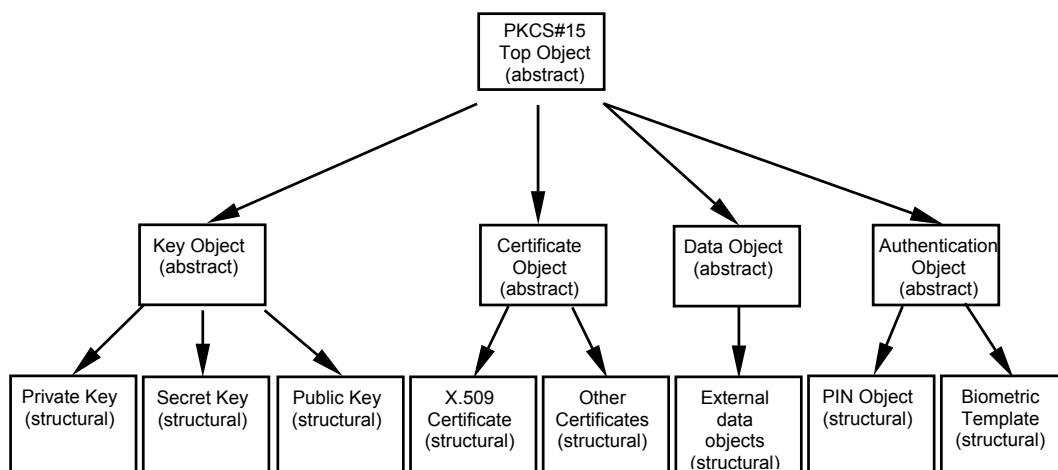 PKCS#15
Top Object
(abstract)
Key Object
(abstract)
Certificate
Object
(abstract)
Data Object
(abstract)
Authentication
Object
(abstract)
Private Key
(structural)
Secret Key
(structural)
Public Key
(structural)
X.509
Certificate
(structural)
Other
Certificates
(structural)
External
data
objects
(structural)
PIN Object
(structural)
Biometric
Template
(structural)